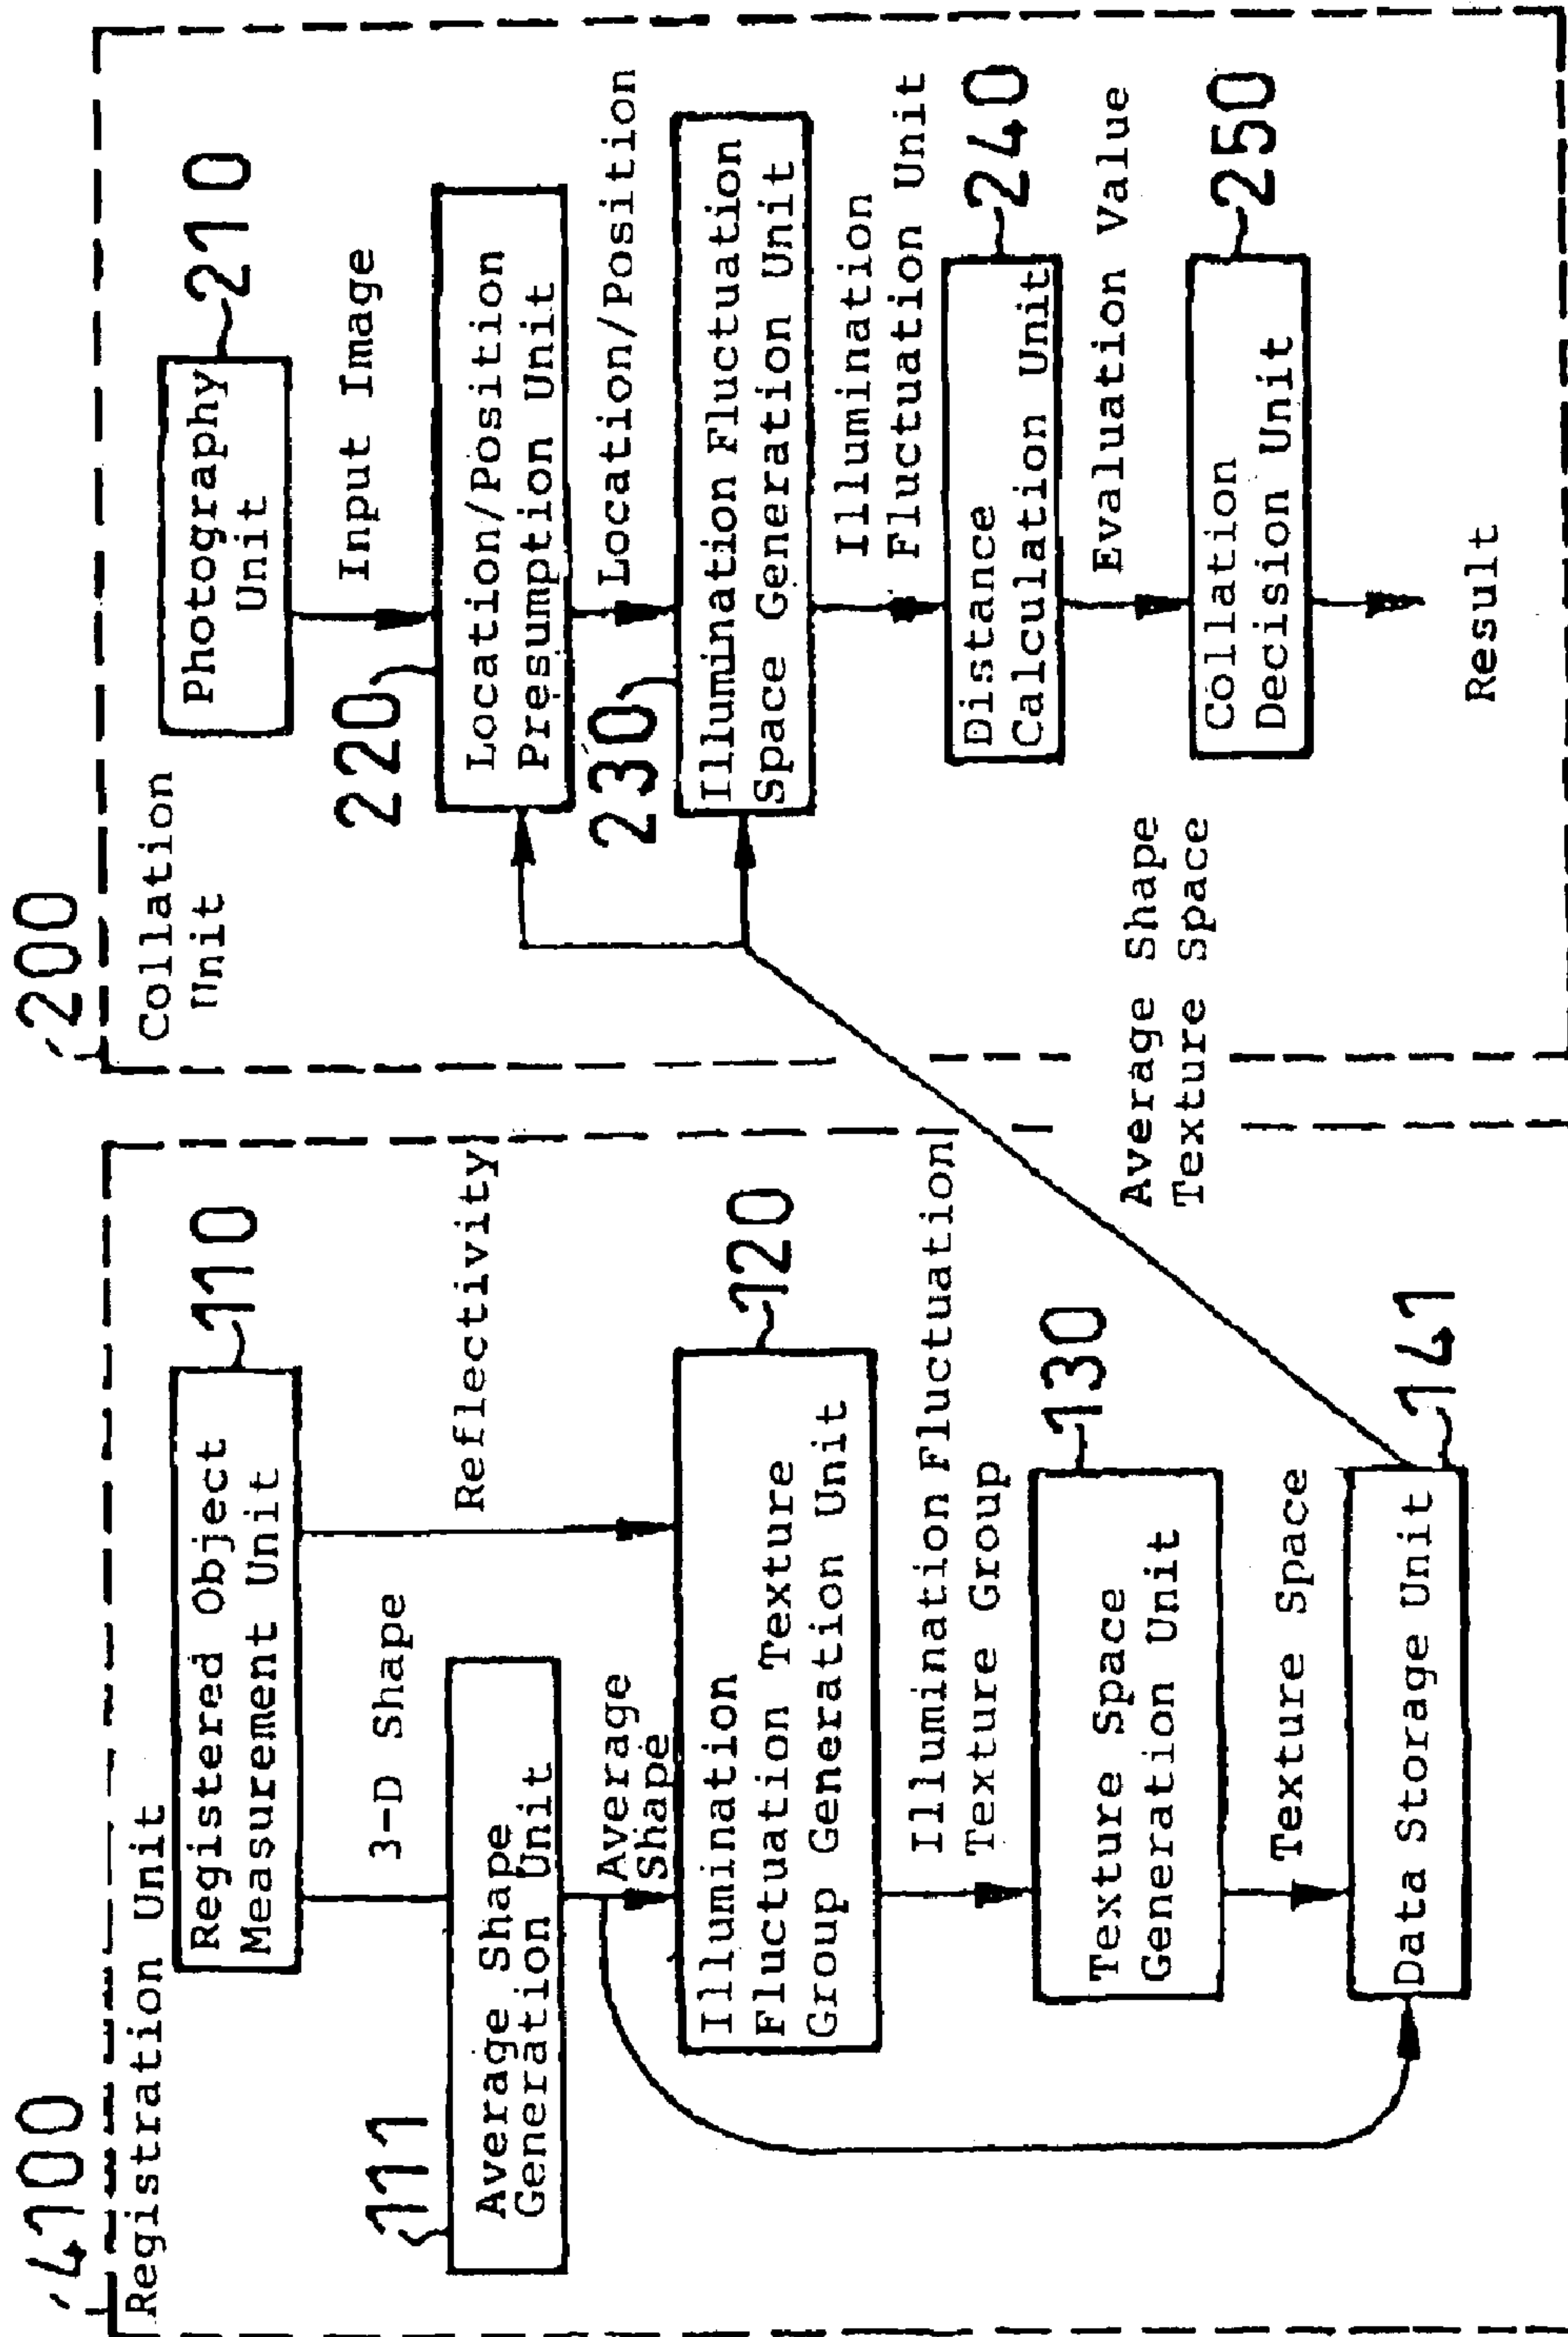 4100
Registration Unit
Registered Object
Measurement Unit
110
3-D Shape
Reflectivity
111
Average Shape
Generation Unit
Average
Shape
Illumination
Fluctuation Texture
Group Generation Unit
120
Illumination Fluctuation
Texture Group
Texture Space
Generation Unit
130
Texture Space
Data Storage Unit
141
Average Shape
Texture Space
200
Collation
Unit
Photography
Unit
210
Input Image
220
Location/Position
Presumption Unit
Location/Position
230
Illumination Fluctuation
Space Generation Unit
Illumination
Fluctuation Unit
Distance
Calculation Unit
240
Evaluation Value
Collation
Decision Unit
250
Result